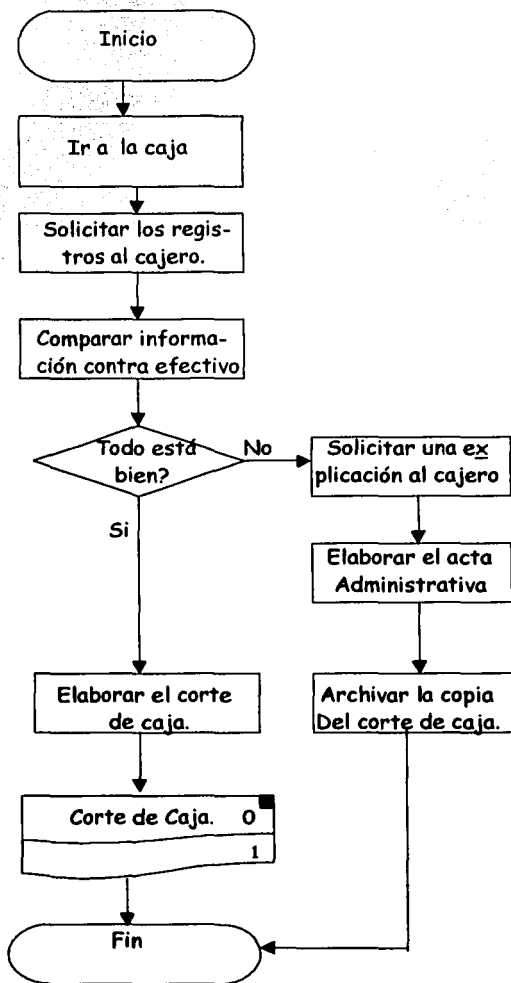 Inicio
Ir a la caja
Solicitar los regis-
tros al cajero.
Comparar informa-
ción contra efectivo
Todo está
bien?
No
Solicitar una ex
plicación al cajero
Si
Elaborar el acta
Administrativa
Elaborar el corte
de caja.
Archivar la copia
Del corte de caja.
Corte de Caja. 0
1
Fin